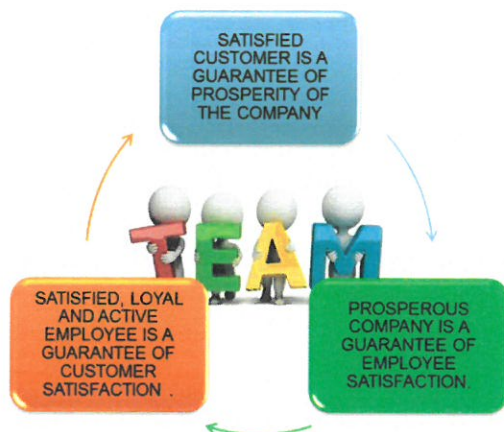 SATISFIED
CUSTOMER IS A
GUARANTEE OF
PROSPERITY OF
THE COMPANY
TEAM
SATISFIED, LOYAL
AND ACTIVE
EMPLOYEE IS A
GUARANTEE OF
CUSTOMER
SATISFACTION .
PROSPEROUS
COMPANY IS A
GUARANTEE OF
EMPLOYEE
SATISFACTION.